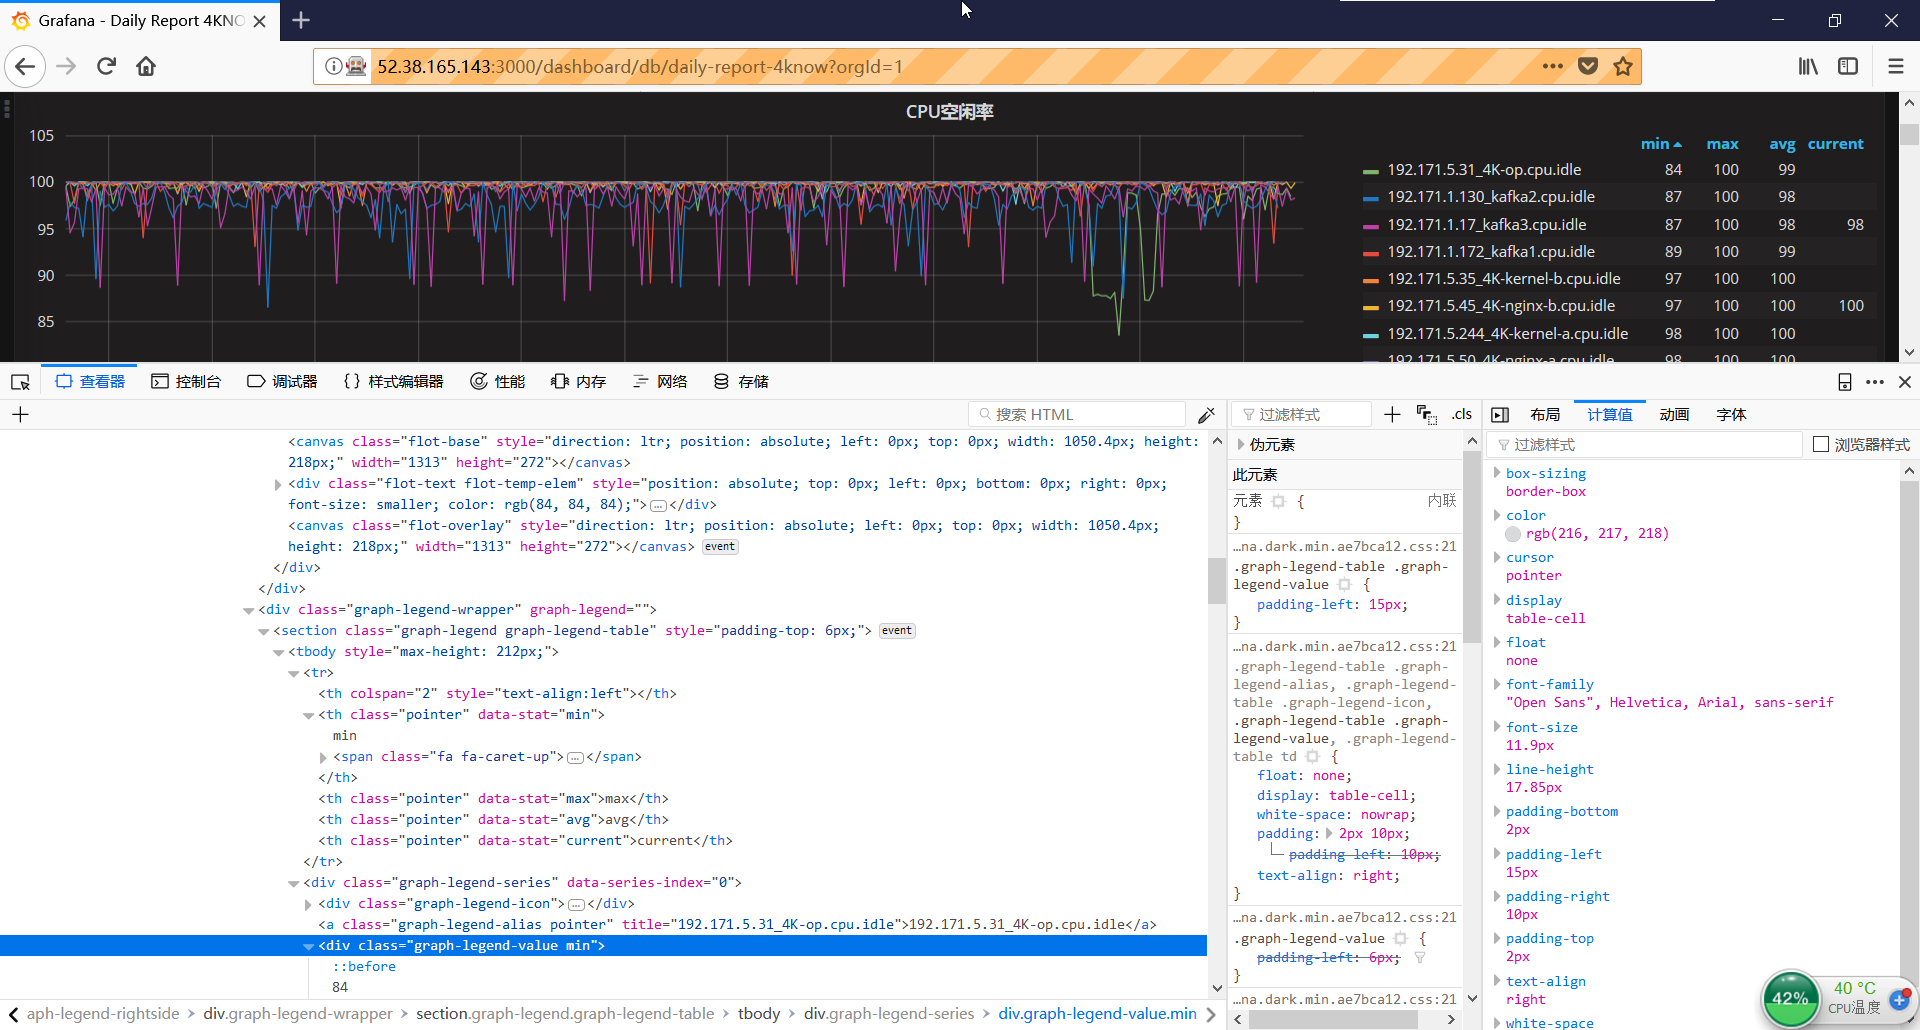 Grafana - Daily Report 4KNO
52.38.165.143:3000/dashboard/db/daily-report-4know?orgId=1
CPU空闲率
105
100
95
90
85
min max avg current
192.171.5.31_4K-op.cpu.idle 84 100 99
192.171.1.130_kafka2.cpu.idle 87 100 98
192.171.1.17_kafka3.cpu.idle 87 100 98 98
192.171.1.172_kafka1.cpu.idle 89 100 99
192.171.5.35_4K-kernel-b.cpu.idle 97 100 100
192.171.5.45_4K-nginx-b.cpu.idle 97 100 100 100
192.171.5.244_4K-kernel-a.cpu.idle 98 100 100
192.171.5.50_4K-nginx-a.cpu.idle 98 100 100
查看器 控制台 调试器 {} 样式编辑器 性能 内存 网络 存储
搜索 HTML
<canvas class="flot-base" style="direction: ltr; position: absolute; left: 0px; top: 0px; width: 1050.4px; height:
218px;" width="1313" height="272"></canvas>
<div class="flot-text flot-temp-elem" style="position: absolute; top: 0px; left: 0px; bottom: 0px; right: 0px;
font-size: smaller; color: rgb(84, 84, 84);">…</div>
<canvas class="flot-overlay" style="direction: ltr; position: absolute; left: 0px; top: 0px; width: 1050.4px;
height: 218px;" width="1313" height="272"></canvas> event
</div>
</div>
<div class="graph-legend-wrapper" graph-legend="">
<section class="graph-legend graph-legend-table" style="padding-top: 6px;"> event
<tbody style="max-height: 212px;">
<tr>
<th colspan="2" style="text-align:left"></th>
<th class="pointer" data-stat="min">
min
<span class="fa fa-caret-up">…</span>
</th>
<th class="pointer" data-stat="max">max</th>
<th class="pointer" data-stat="avg">avg</th>
<th class="pointer" data-stat="current">current</th>
</tr>
<div class="graph-legend-series" data-series-index="0">
<div class="graph-legend-icon">…</div>
<a class="graph-legend-alias pointer" title="192.171.5.31_4K-op.cpu.idle">192.171.5.31_4K-op.cpu.idle</a>
<div class="graph-legend-value min">
::before
84
aph-legend-rightside div.graph-legend-wrapper section.graph-legend.graph-legend-table tbody div.graph-legend-series div.graph-legend-value.min
过滤样式 .cls
伪元素
此元素
元素 { 内联
}
…na.dark.min.ae7bca12.css:21
.graph-legend-table .graph-
legend-value {
padding-left: 15px;
}
…na.dark.min.ae7bca12.css:21
.graph-legend-table .graph-
legend-alias, .graph-legend-
table .graph-legend-icon,
.graph-legend-table .graph-
legend-value, .graph-legend-
table td {
float: none;
display: table-cell;
white-space: nowrap;
padding: 2px 10px;
padding-left: 10px;
text-align: right;
}
…na.dark.min.ae7bca12.css:21
.graph-legend-value {
padding-left: 6px;
}
…na.dark.min.ae7bca12.css:21
布局 计算值 动画 字体
过滤样式 浏览器样式
box-sizing
border-box
color
rgb(216, 217, 218)
cursor
pointer
display
table-cell
float
none
font-family
"Open Sans", Helvetica, Arial, sans-serif
font-size
11.9px
line-height
17.85px
padding-bottom
2px
padding-left
15px
padding-right
10px
padding-top
2px
text-align
right
white-space
42%
40 °C
CPU温度